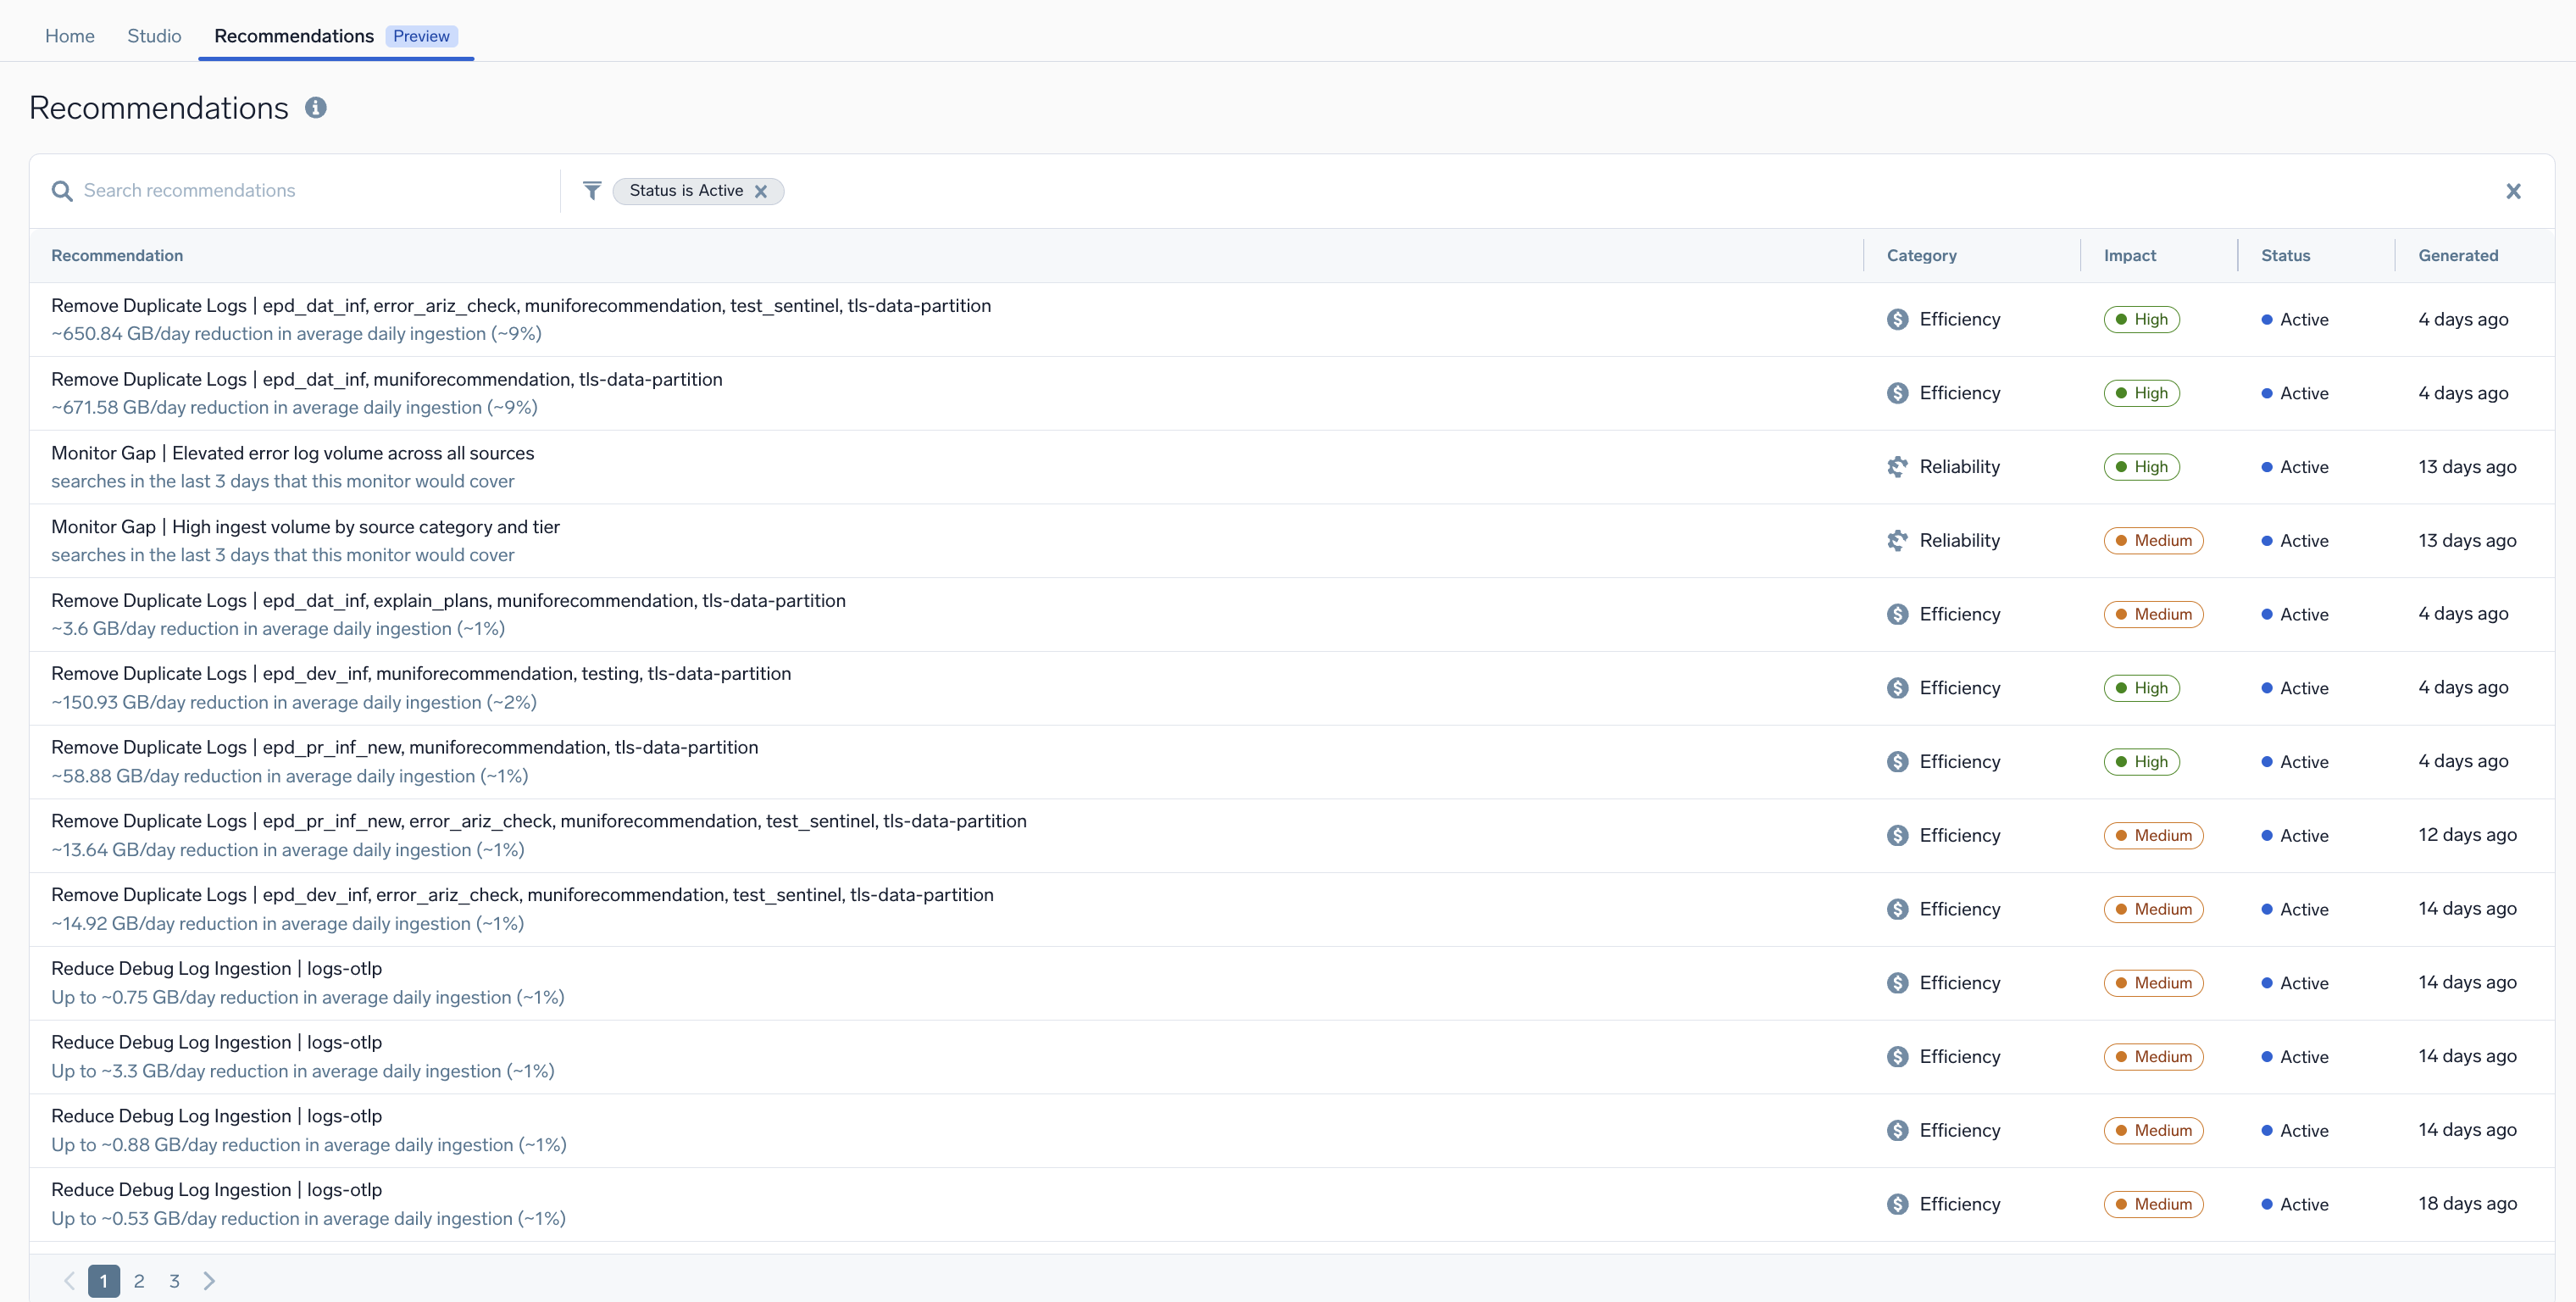 Home Studio Recommendations Preview
Recommendations
Search recommendations Status is Active
Recommendation Category Impact Status Generated
Remove Duplicate Logs | epd_dat_inf, error_ariz_check, muniforecommendation, test_sentinel, tls-data-partition
~650.84 GB/day reduction in average daily ingestion (~9%)
Efficiency High Active 4 days ago
Remove Duplicate Logs | epd_dat_inf, muniforecommendation, tls-data-partition
~671.58 GB/day reduction in average daily ingestion (~9%)
Efficiency High Active 4 days ago
Monitor Gap | Elevated error log volume across all sources
searches in the last 3 days that this monitor would cover
Reliability High Active 13 days ago
Monitor Gap | High ingest volume by source category and tier
searches in the last 3 days that this monitor would cover
Reliability Medium Active 13 days ago
Remove Duplicate Logs | epd_dat_inf, explain_plans, muniforecommendation, tls-data-partition
~3.6 GB/day reduction in average daily ingestion (~1%)
Efficiency Medium Active 4 days ago
Remove Duplicate Logs | epd_dev_inf, muniforecommendation, testing, tls-data-partition
~150.93 GB/day reduction in average daily ingestion (~2%)
Efficiency High Active 4 days ago
Remove Duplicate Logs | epd_pr_inf_new, muniforecommendation, tls-data-partition
~58.88 GB/day reduction in average daily ingestion (~1%)
Efficiency High Active 4 days ago
Remove Duplicate Logs | epd_pr_inf_new, error_ariz_check, muniforecommendation, test_sentinel, tls-data-partition
~13.64 GB/day reduction in average daily ingestion (~1%)
Efficiency Medium Active 12 days ago
Remove Duplicate Logs | epd_dev_inf, error_ariz_check, muniforecommendation, test_sentinel, tls-data-partition
~14.92 GB/day reduction in average daily ingestion (~1%)
Efficiency Medium Active 14 days ago
Reduce Debug Log Ingestion | logs-otlp
Up to ~0.75 GB/day reduction in average daily ingestion (~1%)
Efficiency Medium Active 14 days ago
Reduce Debug Log Ingestion | logs-otlp
Up to ~3.3 GB/day reduction in average daily ingestion (~1%)
Efficiency Medium Active 14 days ago
Reduce Debug Log Ingestion | logs-otlp
Up to ~0.88 GB/day reduction in average daily ingestion (~1%)
Efficiency Medium Active 14 days ago
Reduce Debug Log Ingestion | logs-otlp
Up to ~0.53 GB/day reduction in average daily ingestion (~1%)
Efficiency Medium Active 18 days ago
1 2 3